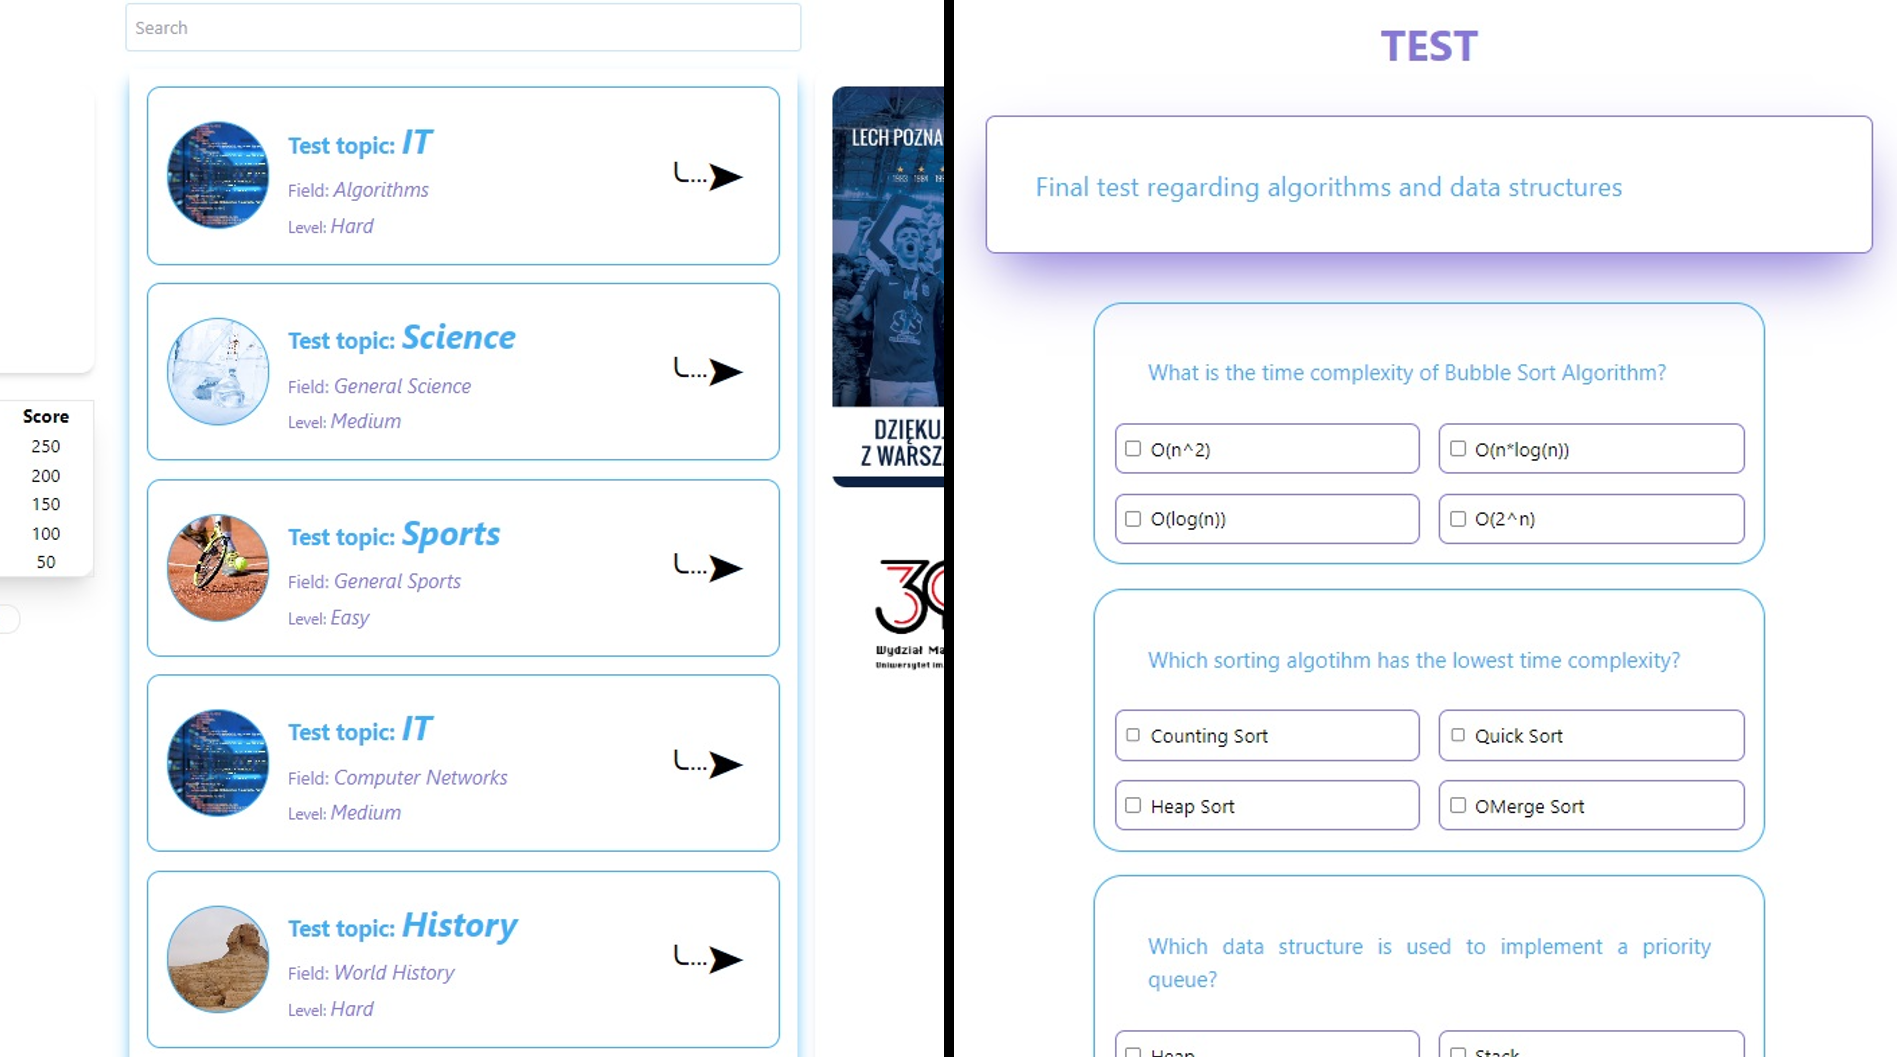 Search
Test topic: IT
Field: Algorithms
Level: Hard
Test topic: Science
Field: General Science
Level: Medium
Test topic: Sports
Field: General Sports
Level: Easy
Test topic: IT
Field: Computer Networks
Level: Medium
Test topic: History
Field: World History
Level: Hard
Score
250
200
150
100
50
LECH POZNA
DZIĘKU
Z WARSZ
Wydział Ma
Uniwersytet im.
TEST
Final test regarding algorithms and data structures
What is the time complexity of Bubble Sort Algorithm?
O(n^2)
O(n*log(n))
O(log(n))
O(2^n)
Which sorting algotihm has the lowest time complexity?
Counting Sort
Quick Sort
Heap Sort
OMerge Sort
Which data structure is used to implement a priority
queue?
Heap
Stack